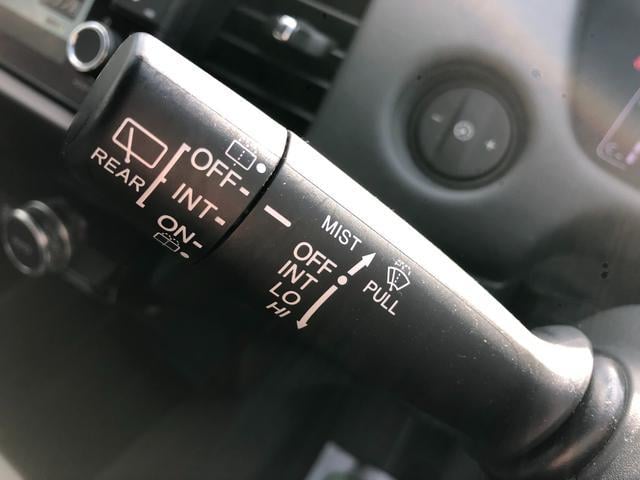 REAR
OFF-
INT-
ON-
MIST
OFF
INT
LO
HI
PULL